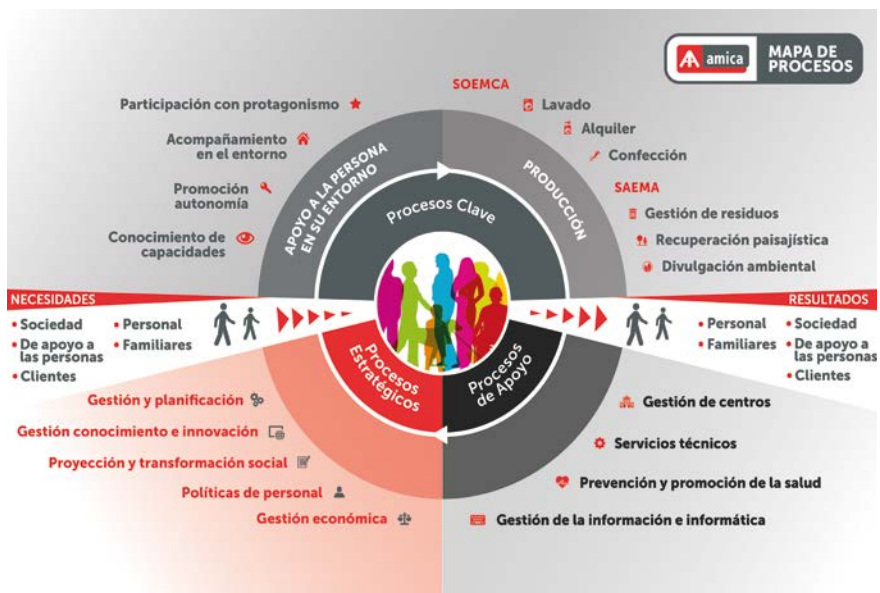 amica
MAPA DE
PROCESOS
Participación con protagonismo
Acompañamiento
en el entorno
Promoción
autonomía
Conocimiento de
capacidades
APOYO A LA PERSONA
EN SU ENTORNO
Procesos Clave
PRODUCCIÓN
SOEMCA
Lavado
Alquiler
Confección
SAEMA
Gestión de residuos
Recuperación paisajística
Divulgación ambiental
NECESIDADES
• Sociedad
• De apoyo a
las personas
• Clientes
• Personal
• Familiares
RESULTADOS
• Personal
• Familiares
• Sociedad
• De apoyo a
las personas
• Clientes
Procesos
Estratégicos
Procesos
de Apoyo
Gestión y planificación
Gestión conocimiento e innovación
Proyección y transformación social
Políticas de personal
Gestión económica
Gestión de centros
Servicios técnicos
Prevención y promoción de la salud
Gestión de la información e informática